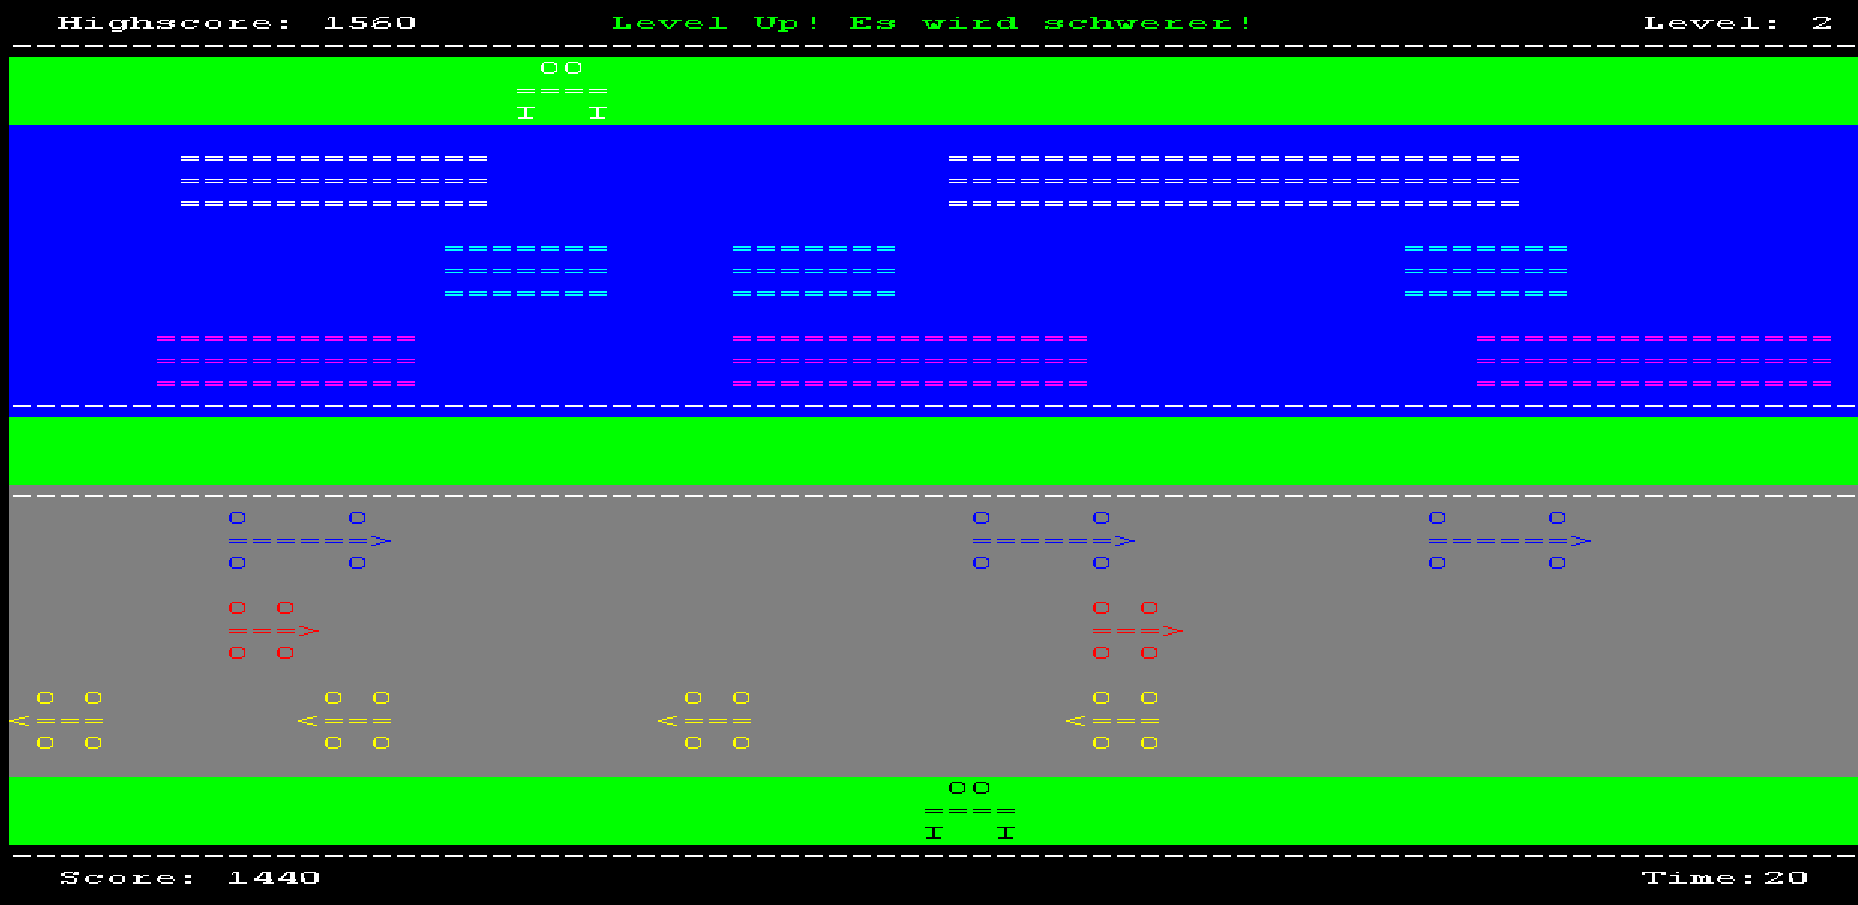 Highscore: 1560
Level Up! Es wird schwerer!
Level: 2
Score: 1440
Time:20